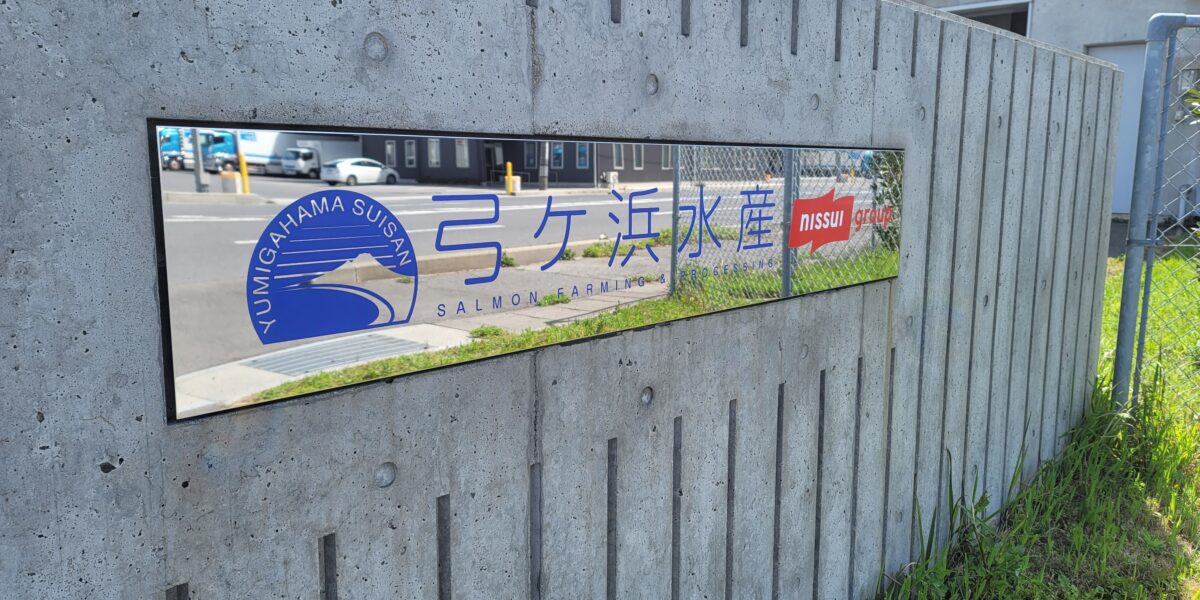 YUMIGAHAMA SUISAN
弓ヶ浜水産
SALMON FARMING & PROCESSING
nissui group